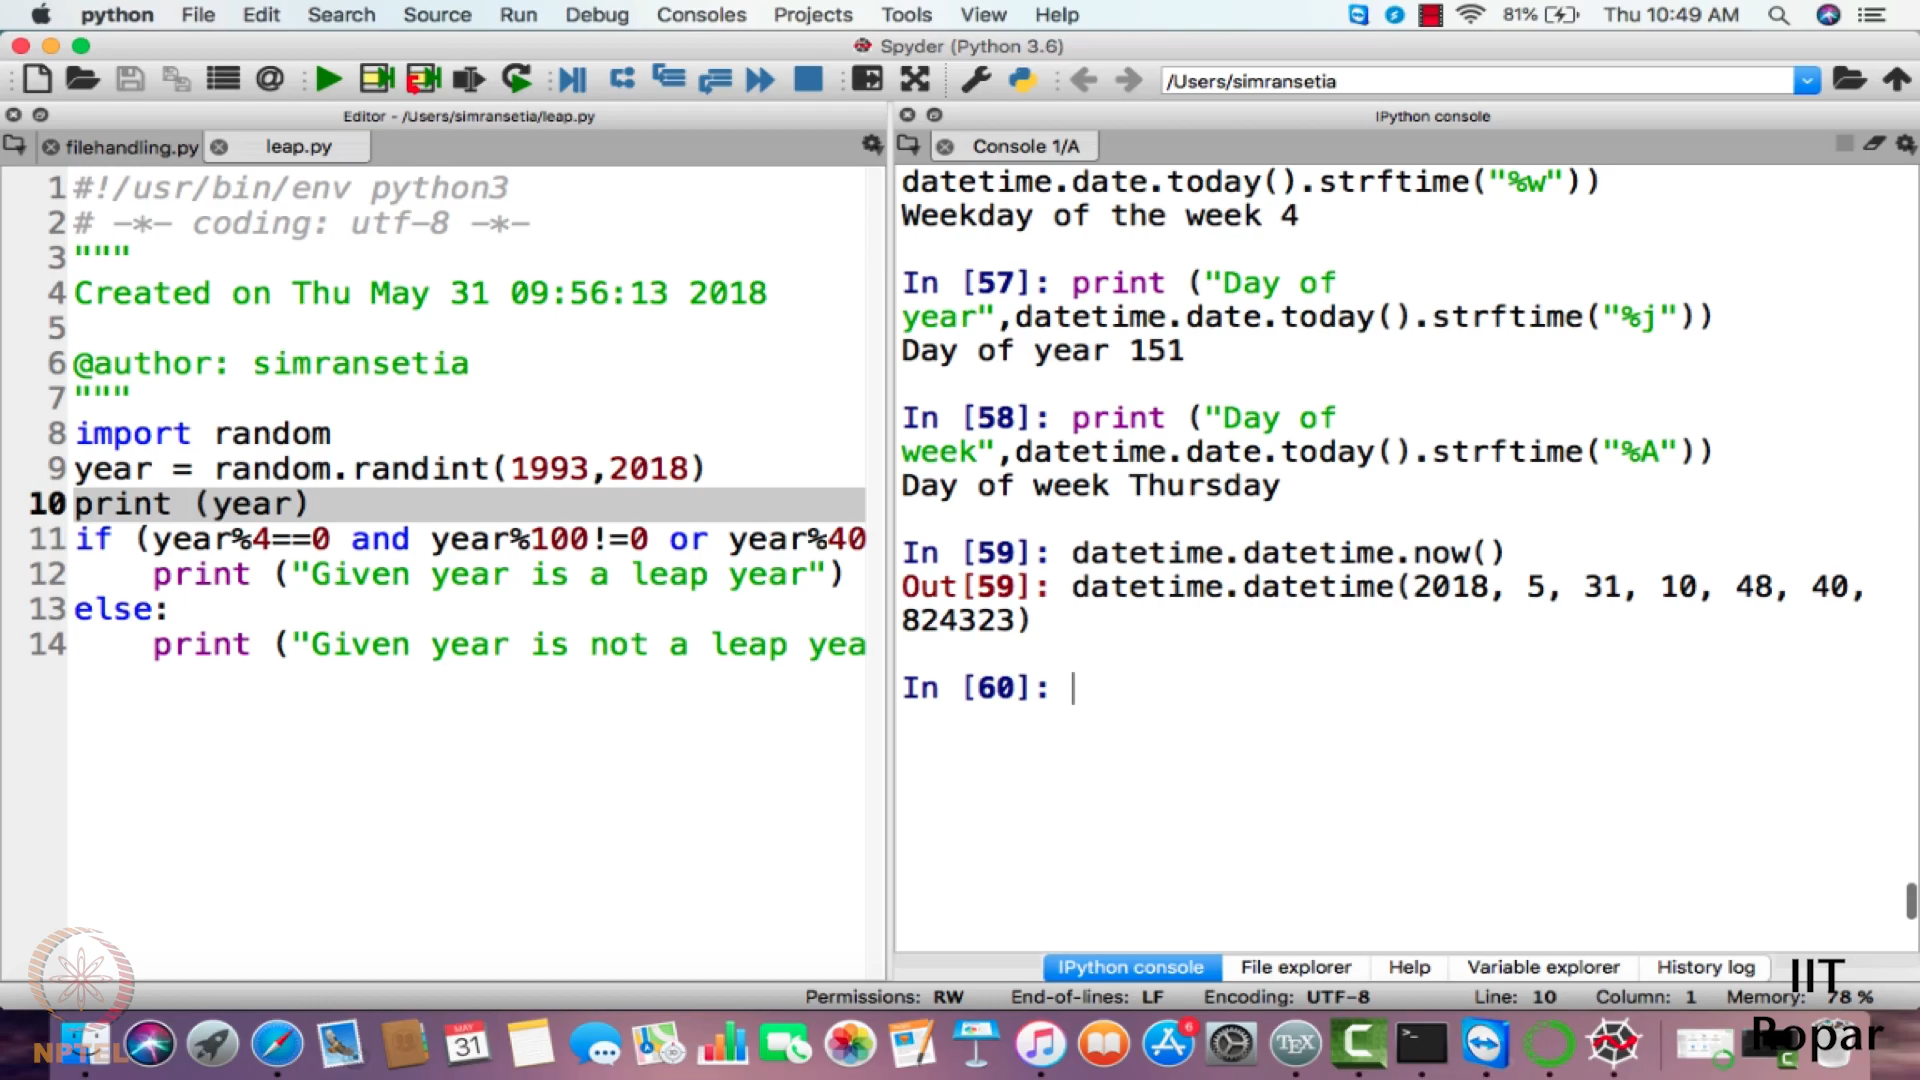 python File Edit Search Source Run Debug Consoles Projects Tools View Help 81% Thu 10:49 AM
Spyder (Python 3.6)
/Users/simransetia
Editor - /Users/simransetia/leap.py
IPython console
filehandling.py leap.py
Console 1/A
1 #!/usr/bin/env python3
2 # -*- coding: utf-8 -*-
3 """
4 Created on Thu May 31 09:56:13 2018
5
6 @author: simransetia
7 """
8 import random
9 year = random.randint(1993,2018)
10 print (year)
11 if (year%4==0 and year%100!=0 or year%40
12 print ("Given year is a leap year")
13 else:
14 print ("Given year is not a leap yea
datetime.date.today().strftime("%w"))
Weekday of the week 4
In [57]: print ("Day of
year",datetime.date.today().strftime("%j"))
Day of year 151
In [58]: print ("Day of
week",datetime.date.today().strftime("%A"))
Day of week Thursday
In [59]: datetime.datetime.now()
Out[59]: datetime.datetime(2018, 5, 31, 10, 48, 40,
824323)
In [60]:
IPython console File explorer Help Variable explorer History log
Permissions: RW End-of-lines: LF Encoding: UTF-8 Line: 10 Column: 1 Memory: 78 %
IIT
Ropar
NPTEL
MAY
31
6
TEX